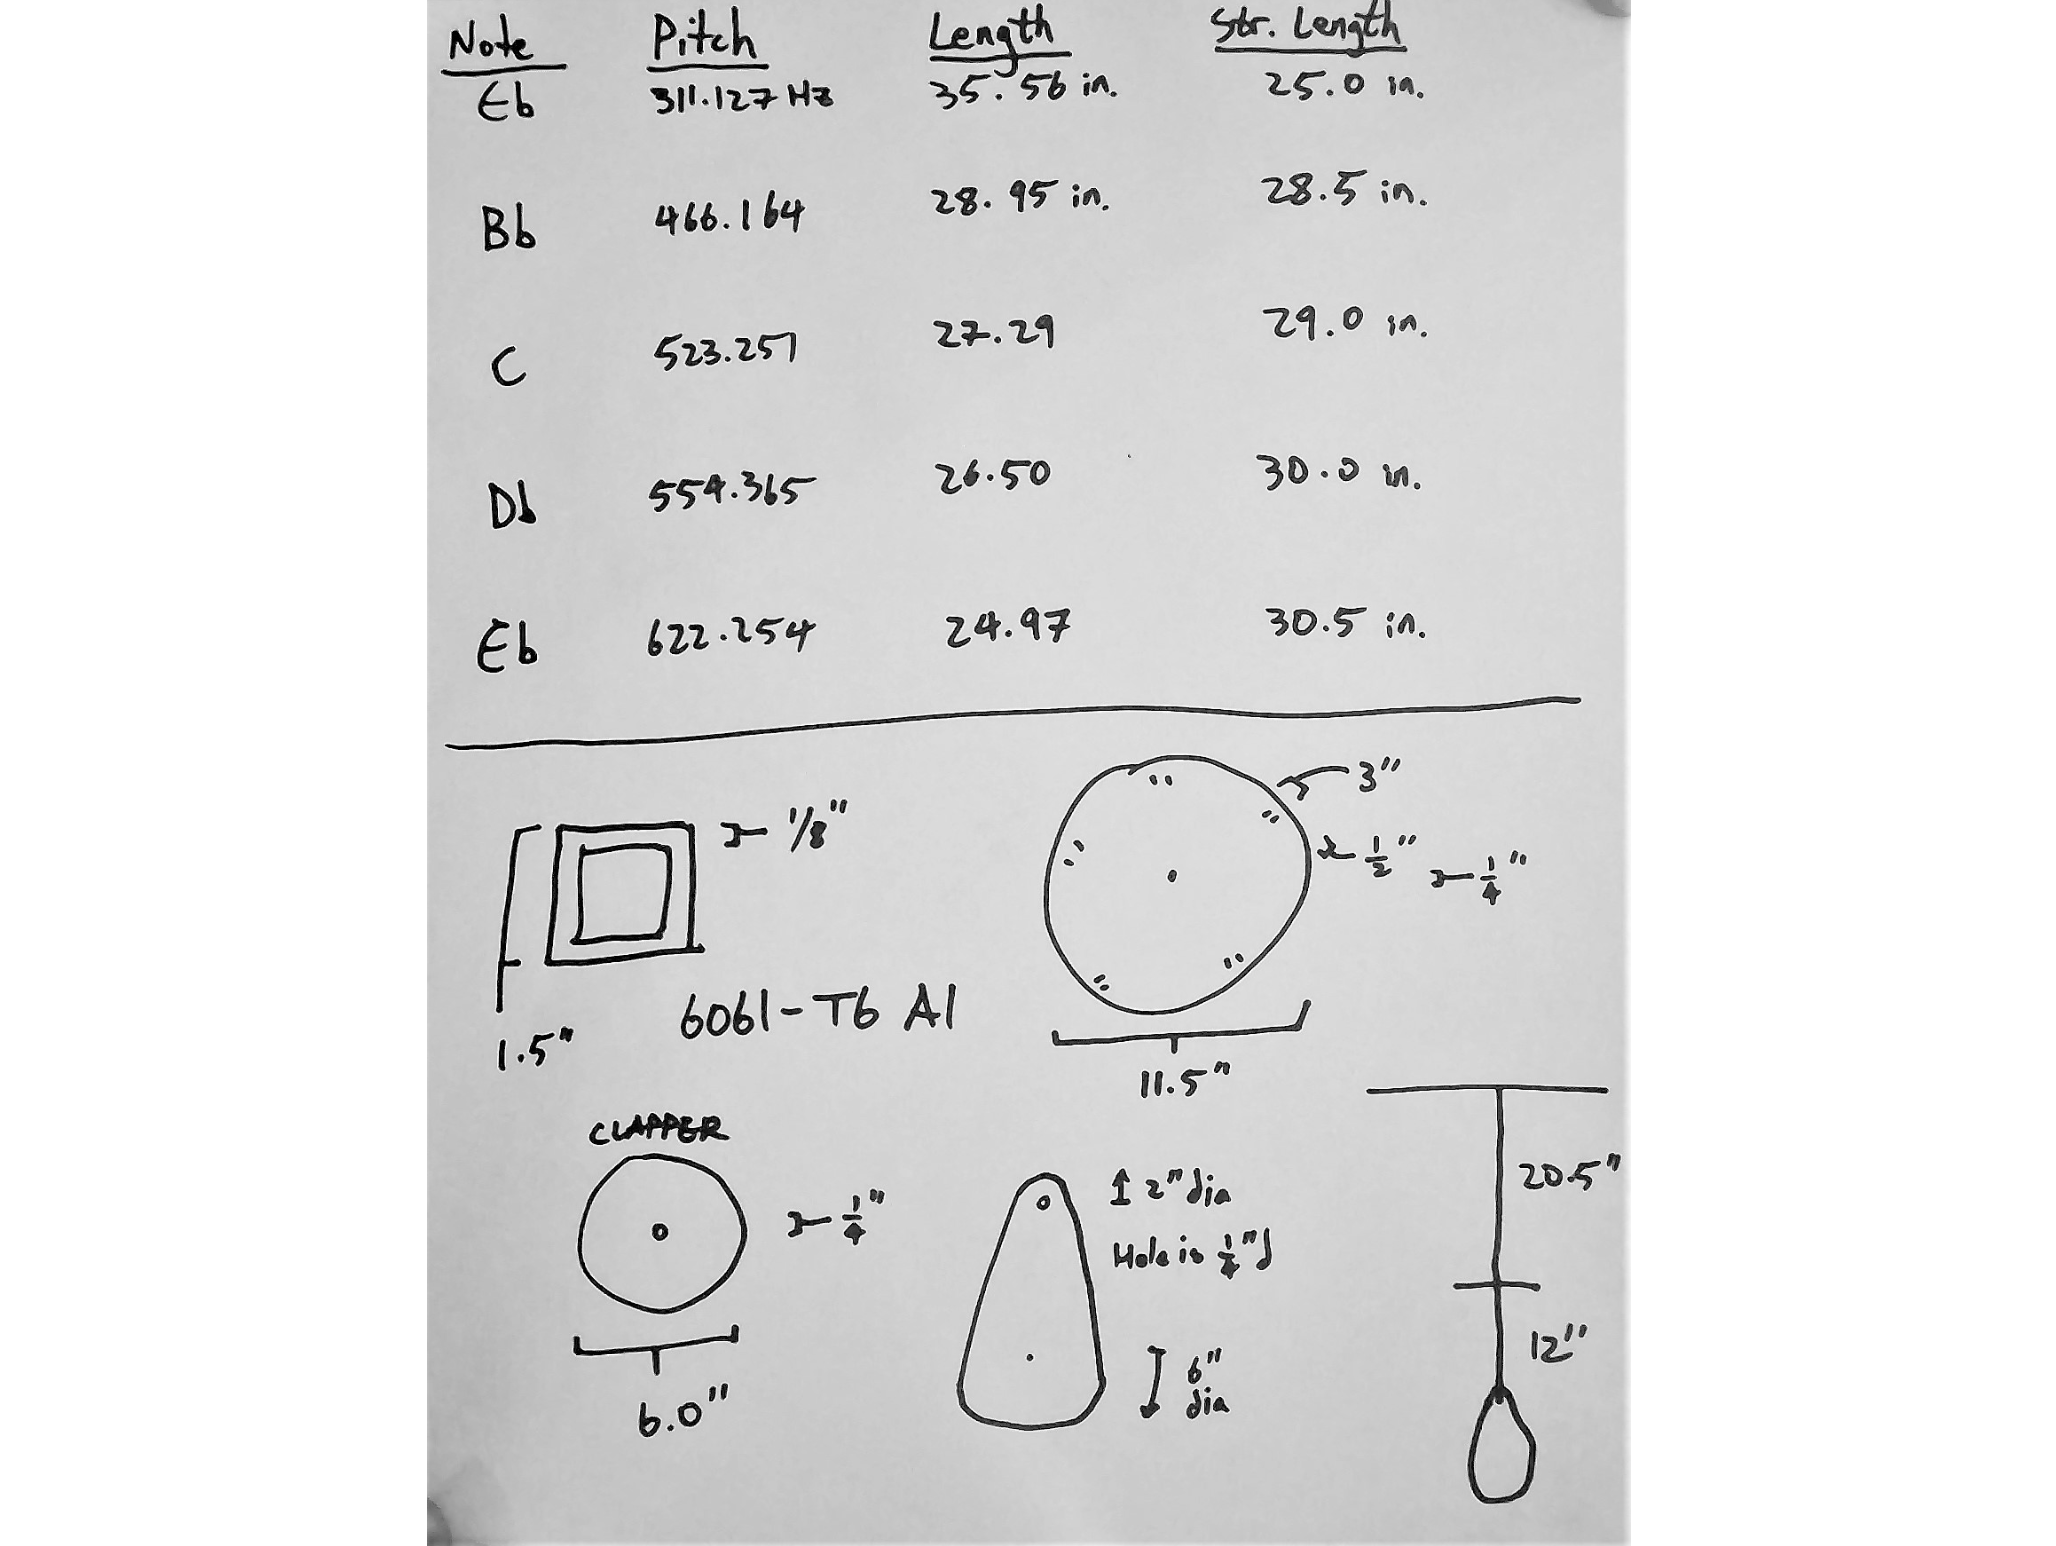 Note Pitch Length Str. Length
Eb 311.127 Hz 35.56 in. 25.0 in.
Bb 466.164 28.95 in. 28.5 in.
C 523.251 27.29 29.0 in.
Db 554.365 26.50 30.0 in.
Eb 622.254 24.97 30.5 in.
1/8"
3"
1/2" 1/4"
1.5"
6061-T6 Al
11.5"
CLAPPER
1/4"
6.0"
2" dia
Hole is 1/4" d
6"
dia
20.5"
12"